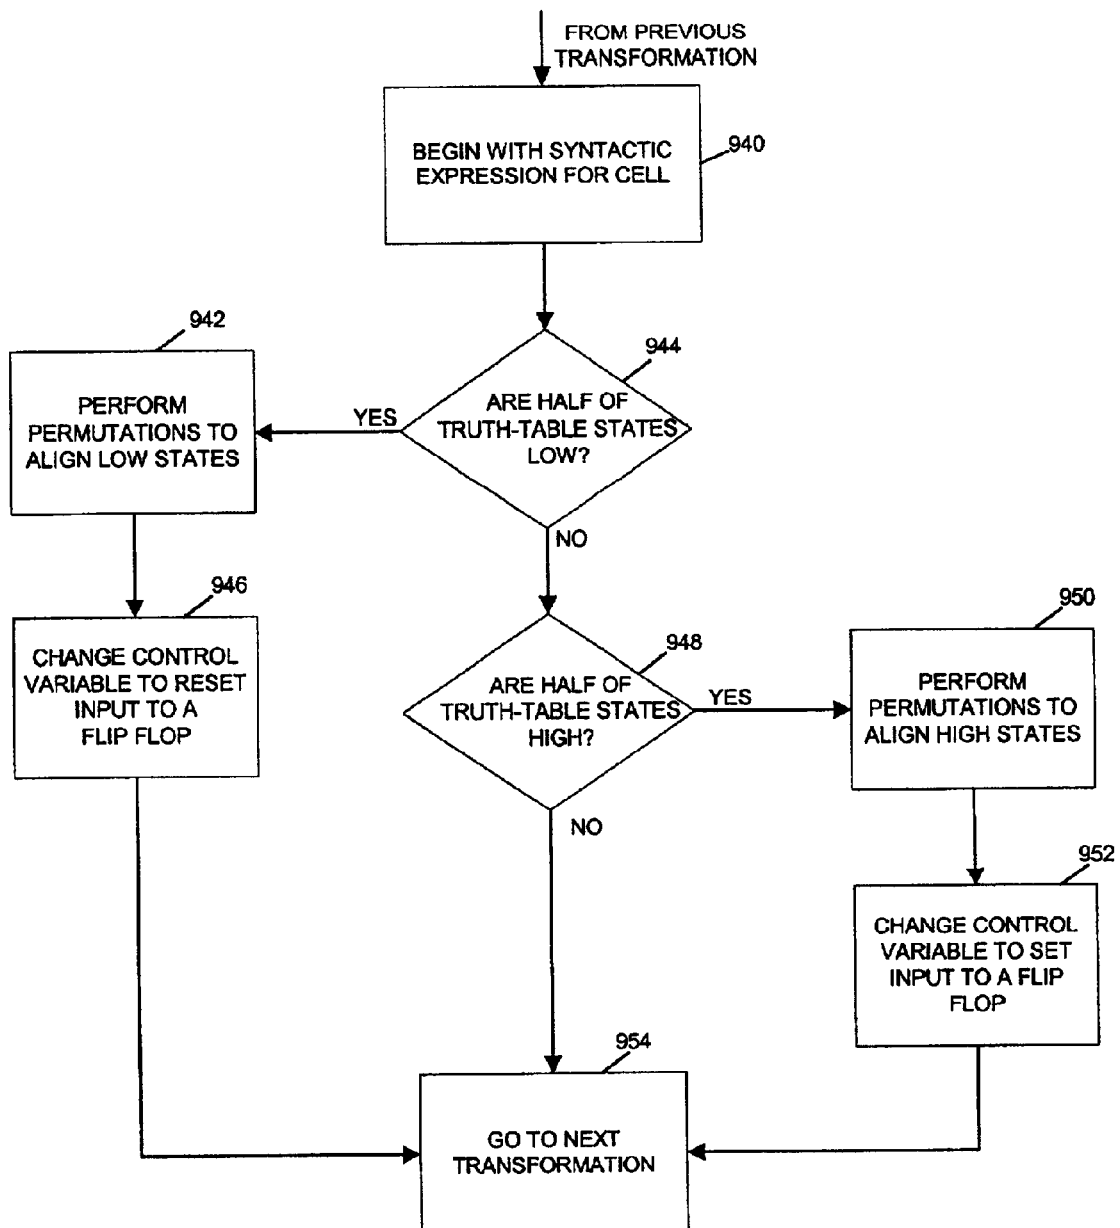 FROM PREVIOUS
TRANSFORMATION
BEGIN WITH SYNTACTIC
EXPRESSION FOR CELL
940
942
PERFORM
PERMUTATIONS TO
ALIGN LOW STATES
YES
944
ARE HALF OF
TRUTH-TABLE STATES
LOW?
NO
946
CHANGE CONTROL
VARIABLE TO RESET
INPUT TO A
FLIP FLOP
948
ARE HALF OF
TRUTH-TABLE STATES
HIGH?
YES
NO
950
PERFORM
PERMUTATIONS TO
ALIGN HIGH STATES
952
CHANGE CONTROL
VARIABLE TO SET
INPUT TO A FLIP
FLOP
954
GO TO NEXT
TRANSFORMATION